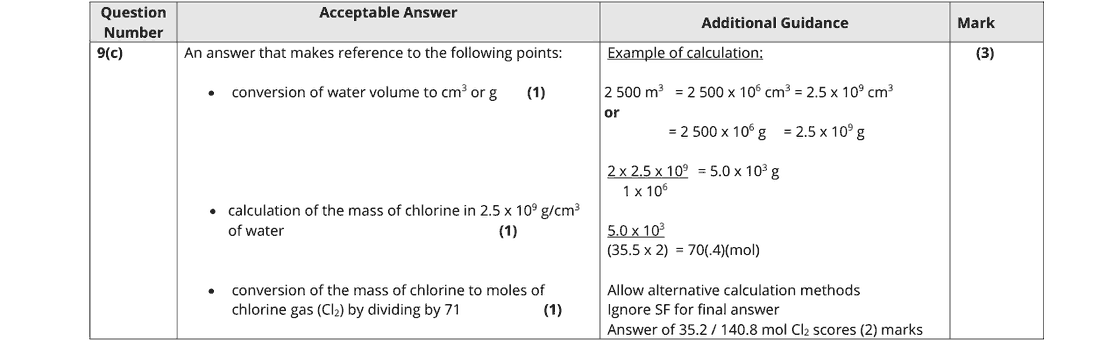 Question Number
Acceptable Answer
Additional Guidance
Mark
9(c)
An answer that makes reference to the following points:
• conversion of water volume to cm³ or g (1)
• calculation of the mass of chlorine in 2.5 x 10⁹ g/cm³
of water (1)
• conversion of the mass of chlorine to moles of
chlorine gas (Cl₂) by dividing by 71 (1)
Example of calculation:
2 500 m³ = 2 500 x 10⁶ cm³ = 2.5 x 10⁹ cm³
or
= 2 500 x 10⁶ g = 2.5 x 10⁹ g
2 x 2.5 x 10⁹ = 5.0 x 10³ g
1 x 10⁶
5.0 x 10³
(35.5 x 2) = 70(.4)(mol)
Allow alternative calculation methods
Ignore SF for final answer
Answer of 35.2 / 140.8 mol Cl₂ scores (2) marks
(3)